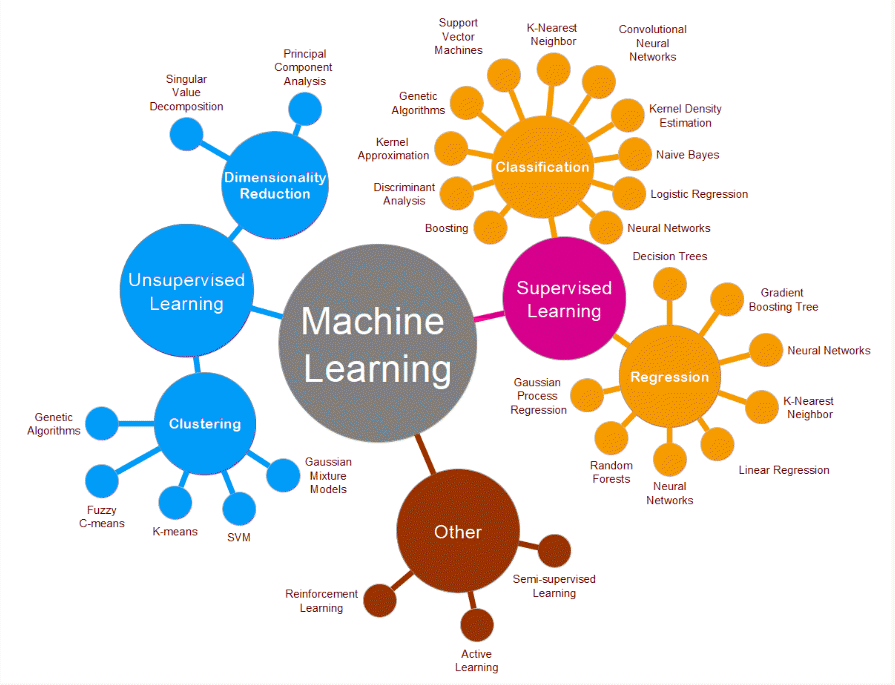 Machine
Learning
Unsupervised
Learning
Dimensionality
Reduction
Singular
Value
Decomposition
Principal
Component
Analysis
Clustering
Genetic
Algorithms
Fuzzy
C-means
K-means
SVM
Gaussian
Mixture
Models
Supervised
Learning
Classification
Boosting
Discriminant
Analysis
Kernel
Approximation
Genetic
Algorithms
Support
Vector
Machines
K-Nearest
Neighbor
Convolutional
Neural
Networks
Kernel Density
Estimation
Naive Bayes
Logistic Regression
Neural Networks
Regression
Decision Trees
Gradient
Boosting Tree
Neural Networks
K-Nearest
Neighbor
Linear Regression
Neural
Networks
Random
Forests
Gaussian
Process
Regression
Other
Reinforcement
Learning
Active
Learning
Semi-supervised
Learning